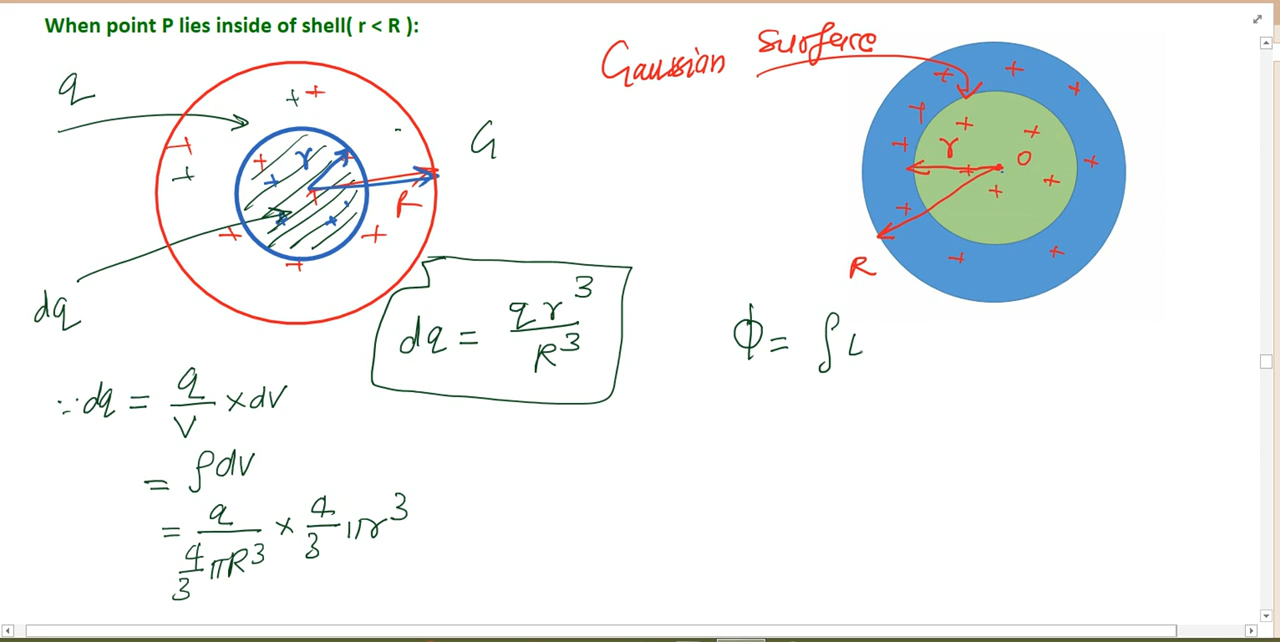 When point P lies inside of shell( r < R ):
Gaussian Surface
q
r
G
R
dq
dq = qr³/R³
r
O
R
Φ = ∫
∵ dq = q/V × dv
= ρdv
= q/(4/3 πR³) × 4/3 πr³